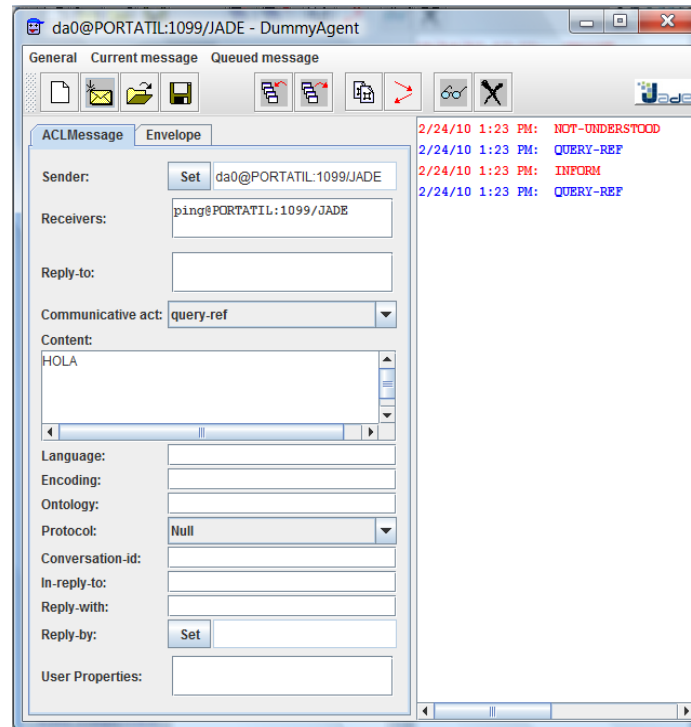 da0@PORTATIL:1099/JADE - DummyAgent
General Current message Queued message
Jade
ACLMessage Envelope
Sender: Set da0@PORTATIL:1099/JADE
Receivers: ping@PORTATIL:1099/JADE
Reply-to:
Communicative act: query-ref
Content:
HOLA
Language:
Encoding:
Ontology:
Protocol: Null
Conversation-id:
In-reply-to:
Reply-with:
Reply-by: Set
User Properties:
2/24/10 1:23 PM: NOT-UNDERSTOOD
2/24/10 1:23 PM: QUERY-REF
2/24/10 1:23 PM: INFORM
2/24/10 1:23 PM: QUERY-REF